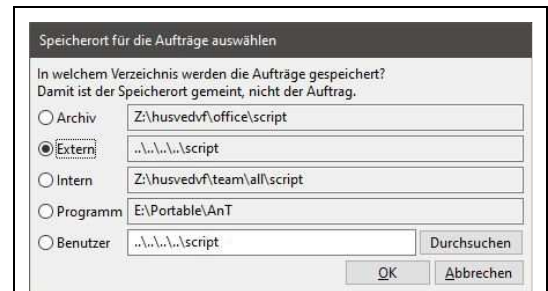 Speicherort für die Aufträge auswählen
In welchem Verzeichnis werden die Aufträge gespeichert?
Damit ist der Speicherort gemeint, nicht der Auftrag.
Archiv Z:\husvedvf\office\script
Extern ..\..\..\..\script
Intern Z:\husvedvf\team\all\script
Programm E:\Portable\AnT
Benutzer ..\..\..\..\script Durchsuchen
OK Abbrechen